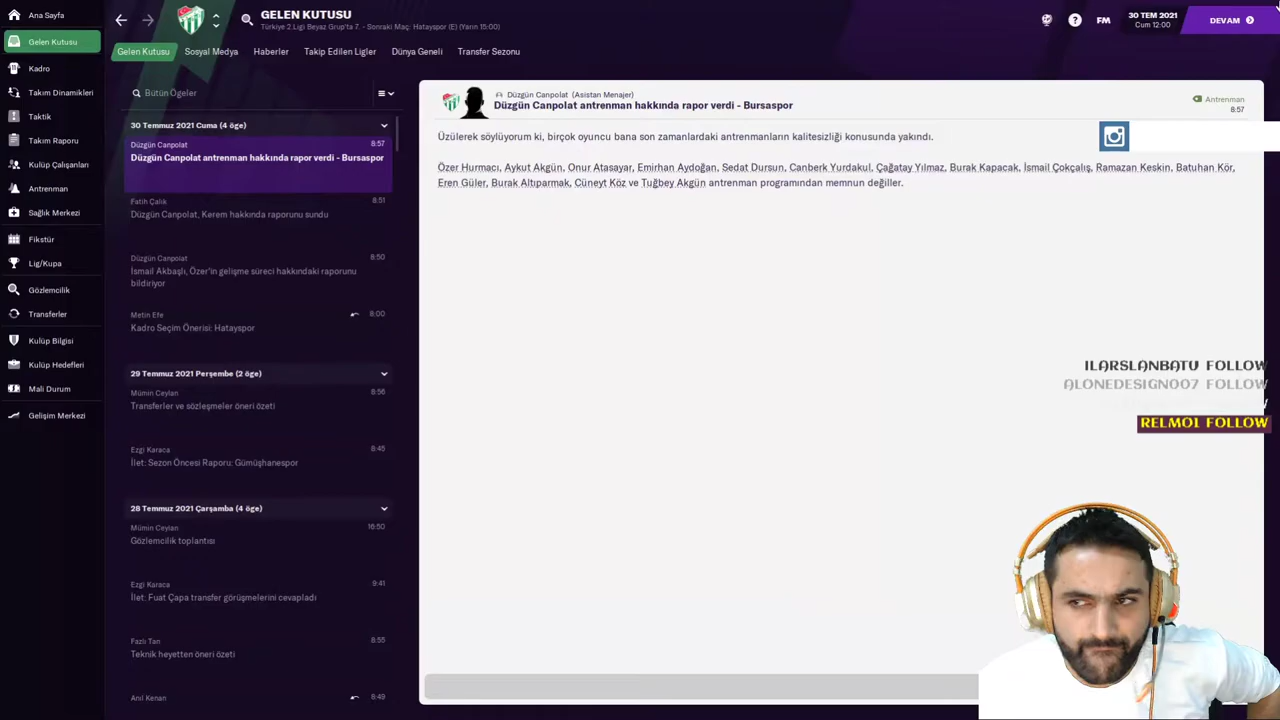 Ana Sayfa
Gelen Kutusu
Kadro
Takım Dinamikleri
Taktik
Takım Raporu
Kulüp Çalışanları
Antrenman
Sağlık Merkezi
Fikstür
Lig/Kupa
Gözlemcilik
Transferler
Kulüp Bilgisi
Kulüp Hedefleri
Mali Durum
Gelişim Merkezi
GELEN KUTUSU
Türkiye 2.Ligi Beyaz Grup'ta 7. - Sonraki Maç: Hatayspor (E) (Yarın 15:00)
FM
30 TEM 2021
Cum 12:00
DEVAM
Gelen Kutusu
Sosyal Medya
Haberler
Takip Edilen Ligler
Dünya Geneli
Transfer Sezonu
Bütün Ögeler
30 Temmuz 2021 Cuma (4 öge)
Düzgün Canpolat 8:57
Düzgün Canpolat antrenman hakkında rapor verdi - Bursaspor
Fatih Çalık 8:51
Düzgün Canpolat, Kerem hakkında raporunu sundu
Düzgün Canpolat 8:50
İsmail Akbaşlı, Özer'in gelişme süreci hakkındaki raporunu
bildiriyor
Metin Efe 8:00
Kadro Seçim Önerisi: Hatayspor
29 Temmuz 2021 Perşembe (2 öge)
Mümin Ceylan 8:56
Transferler ve sözleşmeler öneri özeti
Ezgi Karaca 8:45
İlet: Sezon Öncesi Raporu: Gümüşhanespor
28 Temmuz 2021 Çarşamba (4 öge)
Mümin Ceylan 16:50
Gözlemcilik toplantısı
Ezgi Karaca 9:41
İlet: Fuat Çapa transfer görüşmelerini cevapladı
Fazlı Tan 8:55
Teknik heyetten öneri özeti
Anıl Kenan 8:49
Düzgün Canpolat (Asistan Menajer)
Düzgün Canpolat antrenman hakkında rapor verdi - Bursaspor
Antrenman
8:57
Üzülerek söylüyorum ki, birçok oyuncu bana son zamanlardaki antrenmanların kalitesizliği konusunda yakındı.
Özer Hurmacı, Aykut Akgün, Onur Atasayar, Emirhan Aydoğan, Sedat Dursun, Canberk Yurdakul, Çağatay Yılmaz, Burak Kapacak, İsmail Çokçalış, Ramazan Keskin, Batuhan Kör,
Eren Güler, Burak Altıparmak, Cüneyt Köz ve Tuğbey Akgün antrenman programından memnun değiller.
ILARSLANBATU FOLLOW
ALONEDESIGN007 FOLLOW
RELMO1 FOLLOW